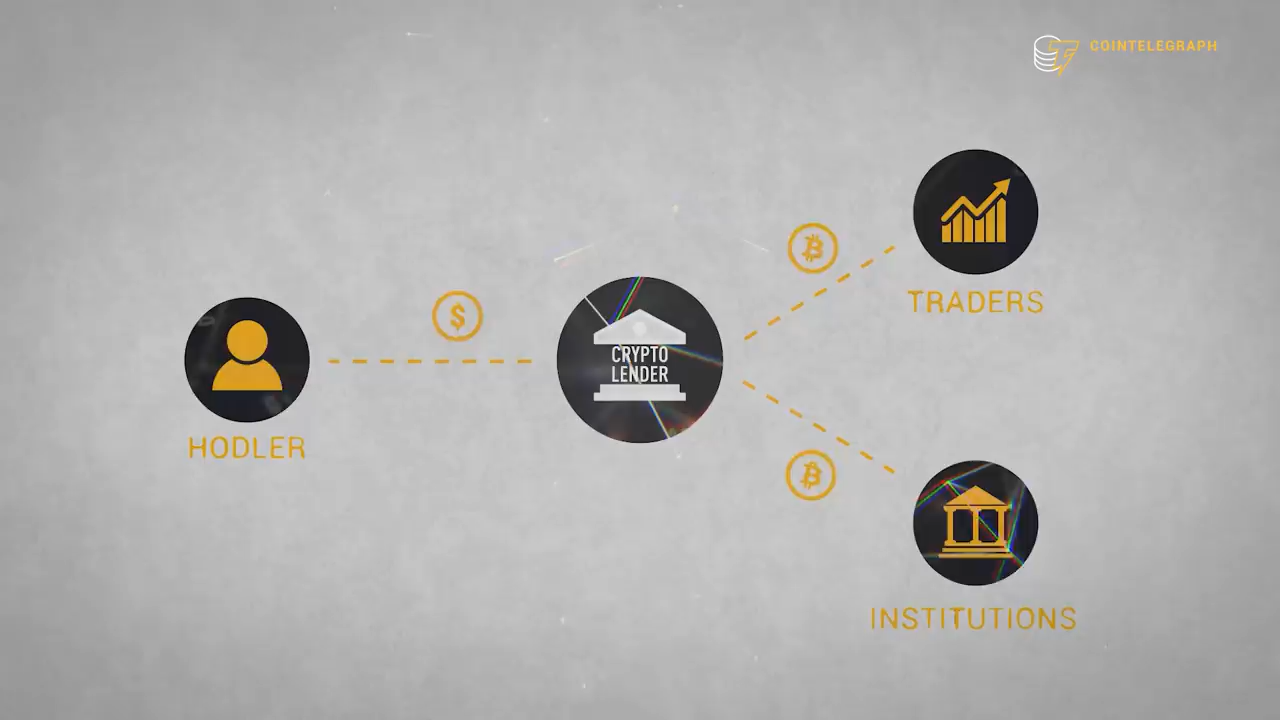 COINTELEGRAPH
TRADERS
CRYPTO
LENDER
HODLER
INSTITUTIONS